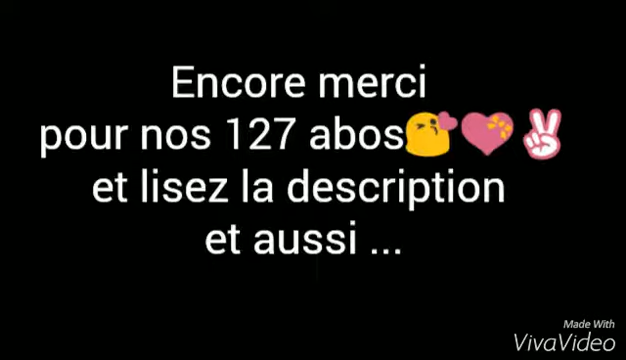 Encore merci
pour nos 127 abos😘💝✌
et lisez la description
et aussi ...
Made With
VivaVideo